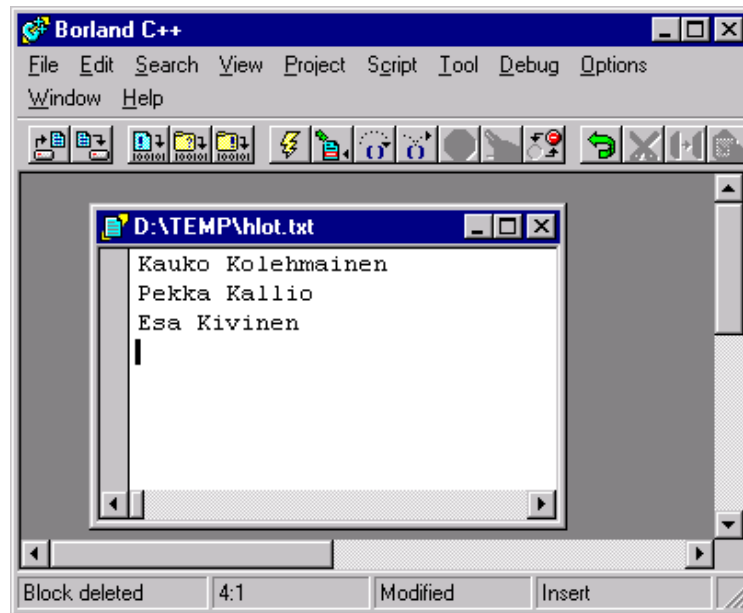 Borland C++
File Edit Search View Project Script Tool Debug Options
Window Help
D:\TEMP\hlot.txt
Kauko Kolehmainen
Pekka Kallio
Esa Kivinen
Block deleted 4:1 Modified Insert